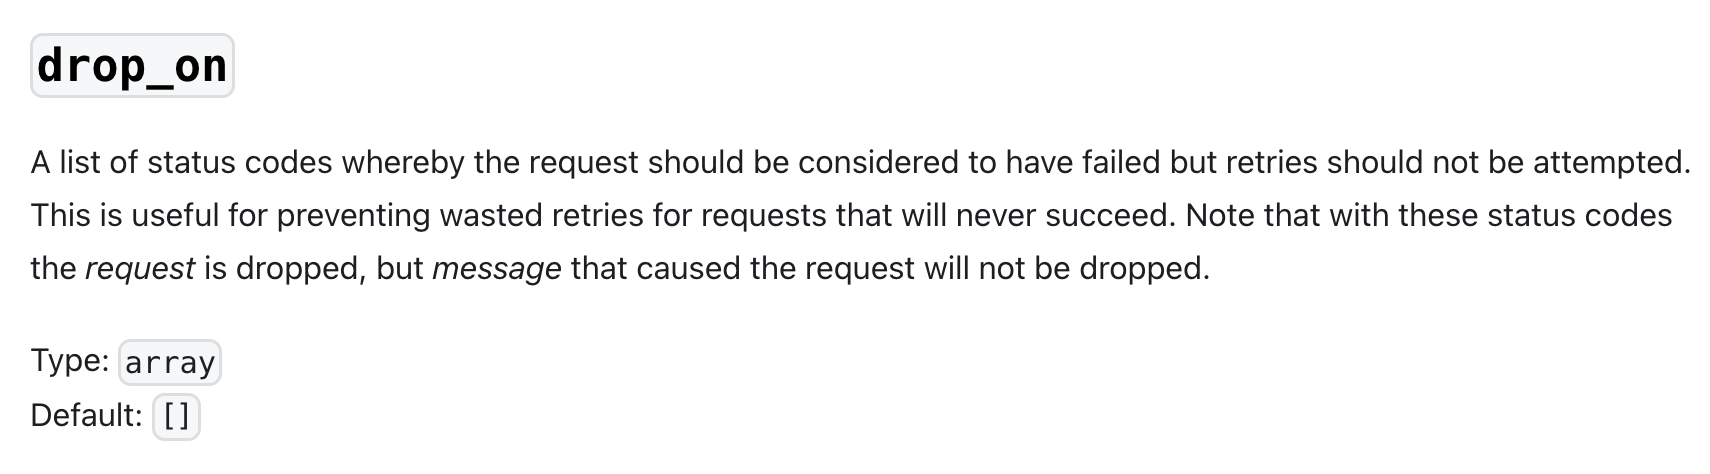 drop_on
A list of status codes whereby the request should be considered to have failed but retries should not be attempted.
This is useful for preventing wasted retries for requests that will never succeed. Note that with these status codes
the request is dropped, but message that caused the request will not be dropped.
Type: array
Default: []